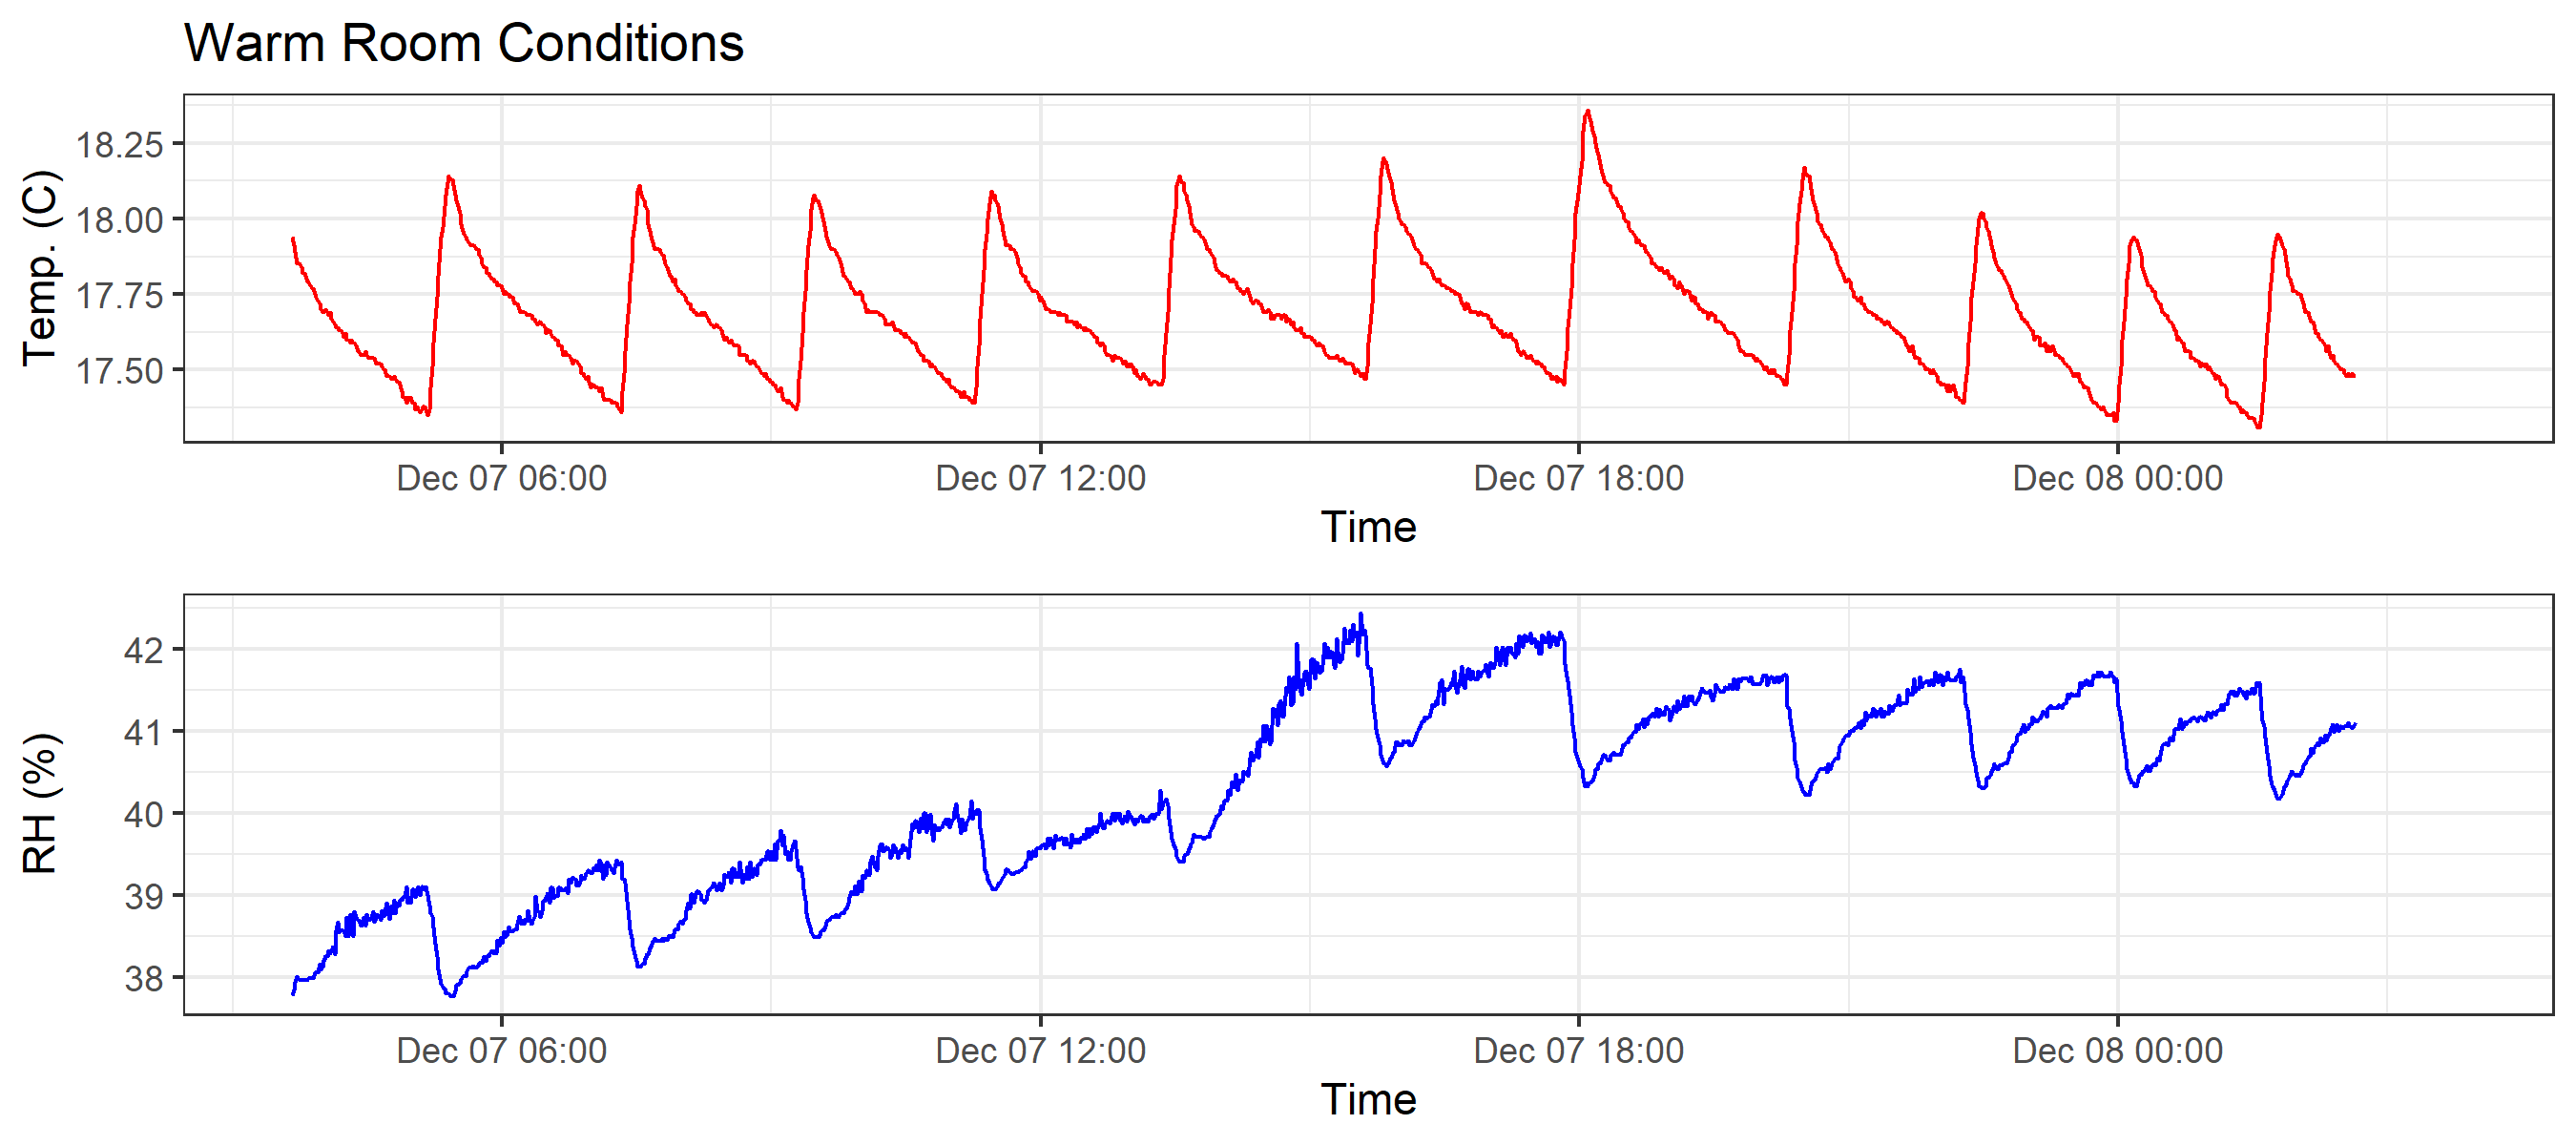 Warm Room Conditions
Temp. (C)
18.25
18.00
17.75
17.50
Dec 07 06:00 Dec 07 12:00 Dec 07 18:00 Dec 08 00:00
Time
RH (%)
42
41
40
39
38
Dec 07 06:00 Dec 07 12:00 Dec 07 18:00 Dec 08 00:00
Time